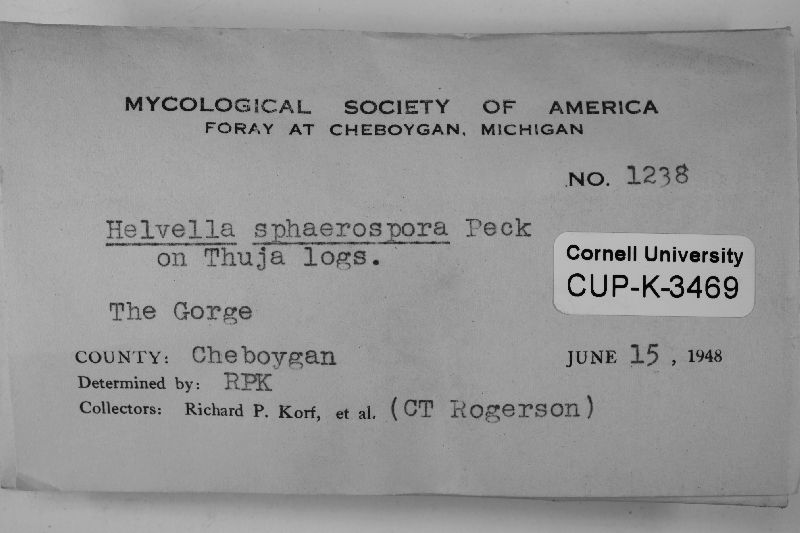 MYCOLOGICAL SOCIETY OF AMERICA
FORAY AT CHEBOYGAN, MICHIGAN
NO. 1238
Helvella sphaerospora Peck
on Thuja logs.
Cornell University
CUP-K-3469
The Gorge
COUNTY: Cheboygan
JUNE 15, 1948
Determined by: RPK
Collectors: Richard P. Korf, et al. (CT Rogerson)